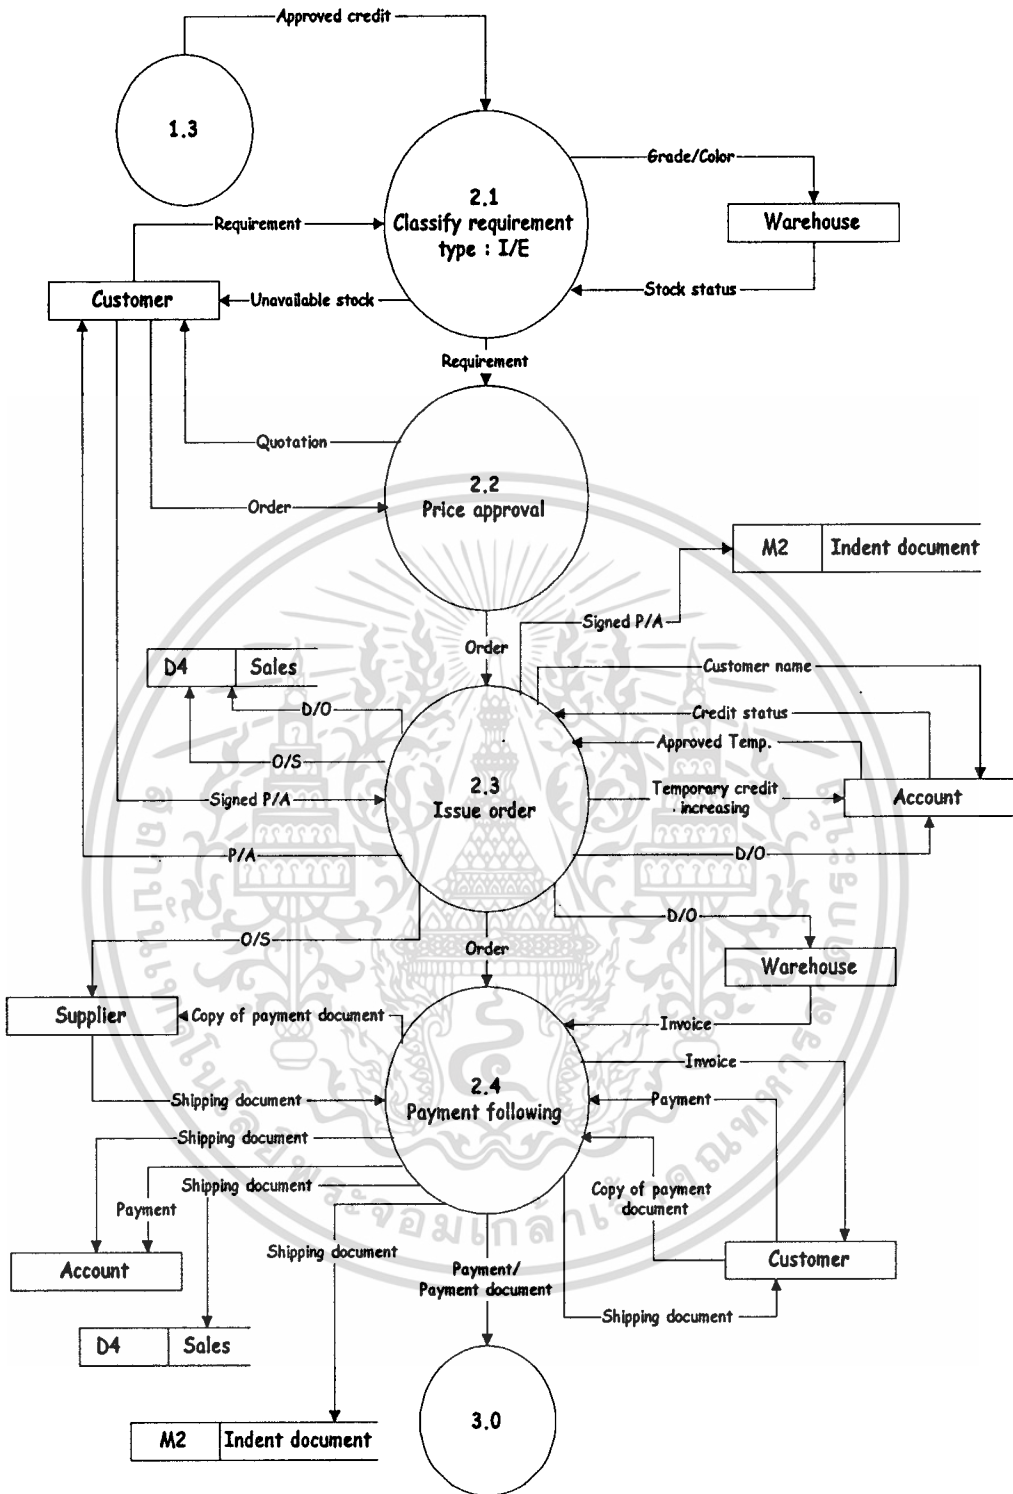 Approved credit
1.3
Grade/Color
2.1
Classify requirement
type : I/E
Requirement
Warehouse
Customer
Unavailable stock
Stock status
Requirement
Quotation
2.2
Price approval
Order
M2
Indent document
Signed P/A
Order
D4
Sales
Customer name
D/O
Credit status
Approved Temp.
O/S
2.3
Issue order
Signed P/A
Temporary credit
increasing
Account
P/A
D/O
D/O
O/S
Order
Warehouse
Supplier
Copy of payment document
Invoice
Invoice
2.4
Payment following
Shipping document
Payment
Shipping document
Shipping document
Payment
Copy of payment
document
Shipping document
Customer
Account
Payment/
Payment document
Shipping document
D4
Sales
3.0
M2
Indent document